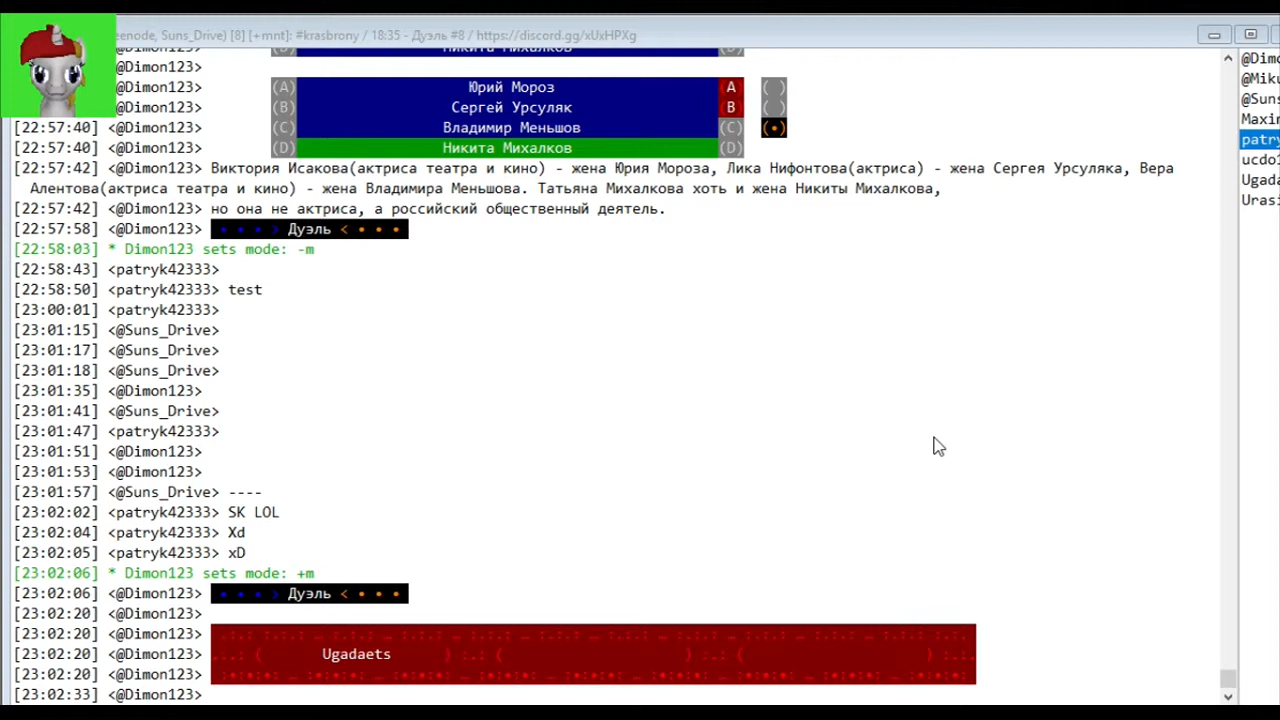 eenode, Suns_Drive) [8] [+mnt]: #krasbrony / 18:35 - Дуэль #8 / https://discord.gg/xUxHPXg
(D) Никита Михалков (D)
<@Dimon123>
<@Dimon123> (A) Юрий Мороз A ( )
<@Dimon123> (B) Сергей Урсуляк B ( )
[22:57:40] <@Dimon123> (C) Владимир Меньшов (C) (•)
[22:57:40] <@Dimon123> (D) Никита Михалков (D)
[22:57:42] <@Dimon123> Виктория Исакова(актриса театра и кино) - жена Юрия Мороза, Лика Нифонтова(актриса) - жена Сергея Урсуляка, Вера
Алентова(актриса театра и кино) - жена Владимира Меньшова. Татьяна Михалкова хоть и жена Никиты Михалкова,
[22:57:42] <@Dimon123> но она не актриса, а российский общественный деятель.
[22:57:58] <@Dimon123> • • • > Дуэль < • • •
[22:58:03] * Dimon123 sets mode: -m
[22:58:43] <patryk42333>
[22:58:50] <patryk42333> test
[23:00:01] <patryk42333>
[23:01:15] <@Suns_Drive>
[23:01:17] <@Suns_Drive>
[23:01:18] <@Suns_Drive>
[23:01:35] <@Dimon123>
[23:01:41] <@Suns_Drive>
[23:01:47] <patryk42333>
[23:01:51] <@Dimon123>
[23:01:53] <@Dimon123>
[23:01:57] <@Suns_Drive> ----
[23:02:02] <patryk42333> SK LOL
[23:02:04] <patryk42333> Xd
[23:02:05] <patryk42333> xD
[23:02:06] * Dimon123 sets mode: +m
[23:02:06] <@Dimon123> • • • > Дуэль < • • •
[23:02:20] <@Dimon123>
[23:02:20] <@Dimon123>
[23:02:20] <@Dimon123> Ugadaets
[23:02:20] <@Dimon123>
[23:02:33] <@Dimon123>
@Dimo
@Miku
@Suns
Maxim
patry
ucdo1
Ugada
Urasi